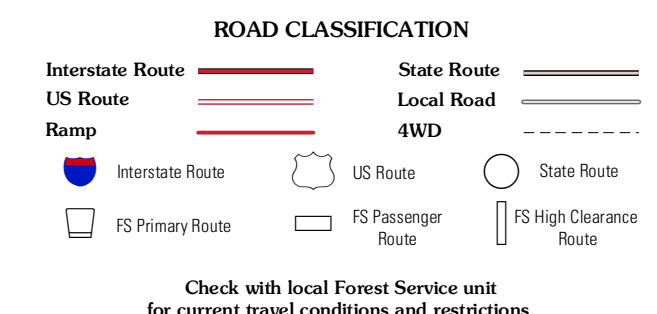 ROAD CLASSIFICATION
Interstate Route
State Route
US Route
Local Road
Ramp
4WD
Interstate Route
US Route
State Route
FS Primary Route
FS Passenger
Route
FS High Clearance
Route
Check with local Forest Service unit
for current travel conditions and restrictions.